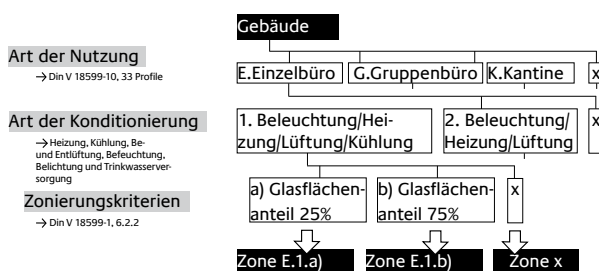 Gebäude
Art der Nutzung
→ Din V 18599-10, 33 Profile
E.Einzelbüro
G.Gruppenbüro
K.Kantine
x
Art der Konditionierung
→ Heizung, Kühlung, Be-
und Entlüftung, Befeuchtung,
Belichtung und Trinkwasserver-
sorgung
1. Beleuchtung/Hei-
zung/Lüftung/Kühlung
2. Beleuchtung/
Heizung/Lüftung
x
Zonierungskriterien
→ Din V 18599-1, 6.2.2
a) Glasflächen-
anteil 25%
b) Glasflächen-
anteil 75%
x
Zone E.1.a)
Zone E.1.b)
Zone x